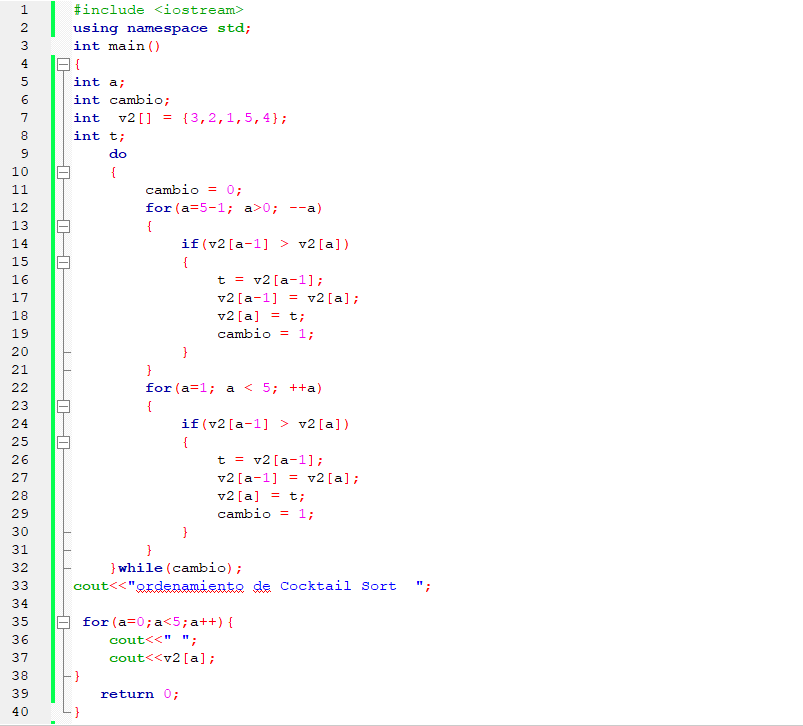 1 #include <iostream>
2 using namespace std;
3 int main()
4 {
5 int a;
6 int cambio;
7 int  v2[] = {3,2,1,5,4};
8 int t;
9     do
10     {
11         cambio = 0;
12         for(a=5-1; a>0; --a)
13         {
14             if(v2[a-1] > v2[a])
15             {
16                 t = v2[a-1];
17                 v2[a-1] = v2[a];
18                 v2[a] = t;
19                 cambio = 1;
20             }
21         }
22         for(a=1; a < 5; ++a)
23         {
24             if(v2[a-1] > v2[a])
25             {
26                 t = v2[a-1];
27                 v2[a-1] = v2[a];
28                 v2[a] = t;
29                 cambio = 1;
30             }
31         }
32     }while(cambio);
33 cout<<"ordenamiento de Cocktail Sort  ";
34
35  for(a=0;a<5;a++){
36     cout<<" ";
37     cout<<v2[a];
38 }
39    return 0;
40 }